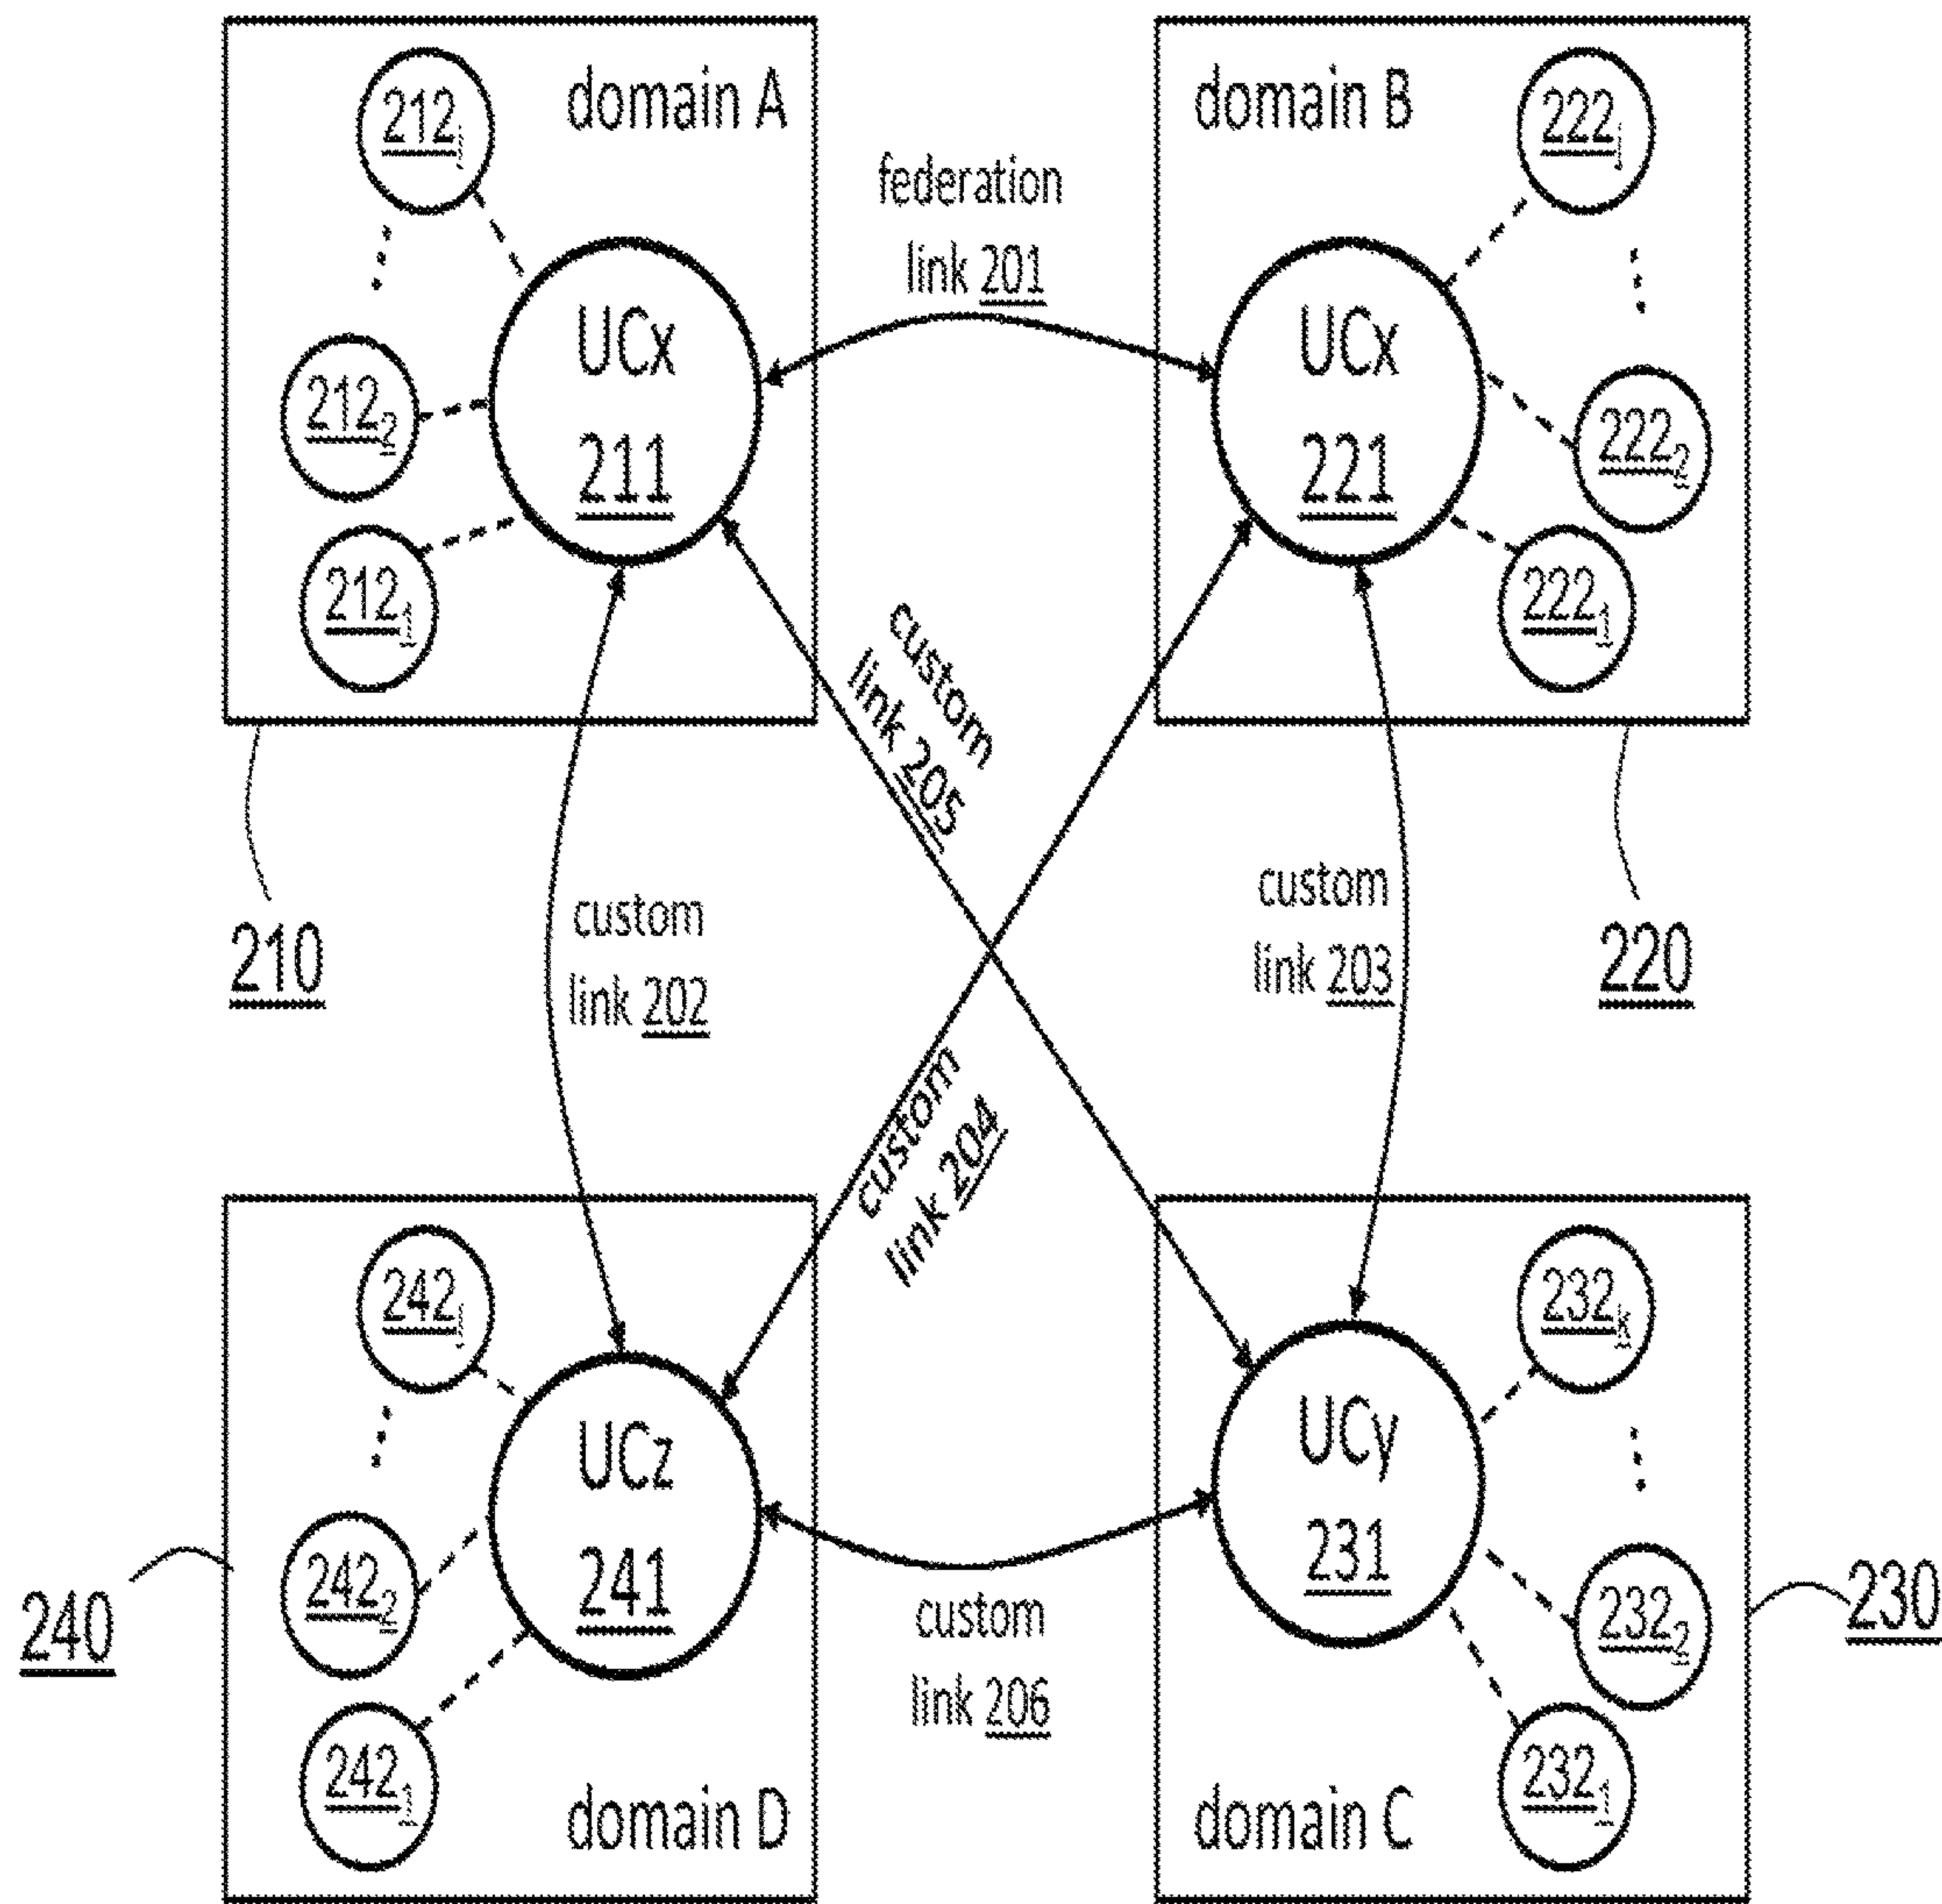 domain A
212i
UCx
211
2122
2121
210
federation
link 201
domain B
222j
UCx
221
2222
2221
220
custom
link 205
custom
link 202
custom
link 203
custom
link 204
242l
UCz
241
2422
2421
domain D
240
custom
link 206
232k
UCy
231
2322
2321
domain C
230